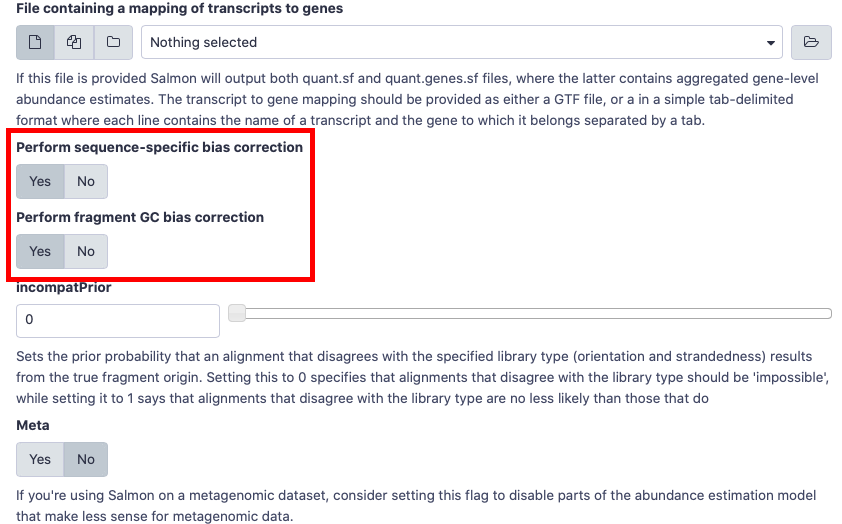 File containing a mapping of transcripts to genes
Nothing selected
If this file is provided Salmon will output both quant.sf and quant.genes.sf files, where the latter contains aggregated gene-level
abundance estimates. The transcript to gene mapping should be provided as either a GTF file, or a in a simple tab-delimited
format where each line contains the name of a transcript and the gene to which it belongs separated by a tab.
Perform sequence-specific bias correction
Yes No
Perform fragment GC bias correction
Yes No
incompatPrior
0
Sets the prior probability that an alignment that disagrees with the specified library type (orientation and strandedness) results
from the true fragment origin. Setting this to 0 specifies that alignments that disagree with the library type should be 'impossible',
while setting it to 1 says that alignments that disagree with the library type are no less likely than those that do
Meta
Yes No
If you're using Salmon on a metagenomic dataset, consider setting this flag to disable parts of the abundance estimation model
that make less sense for metagenomic data.